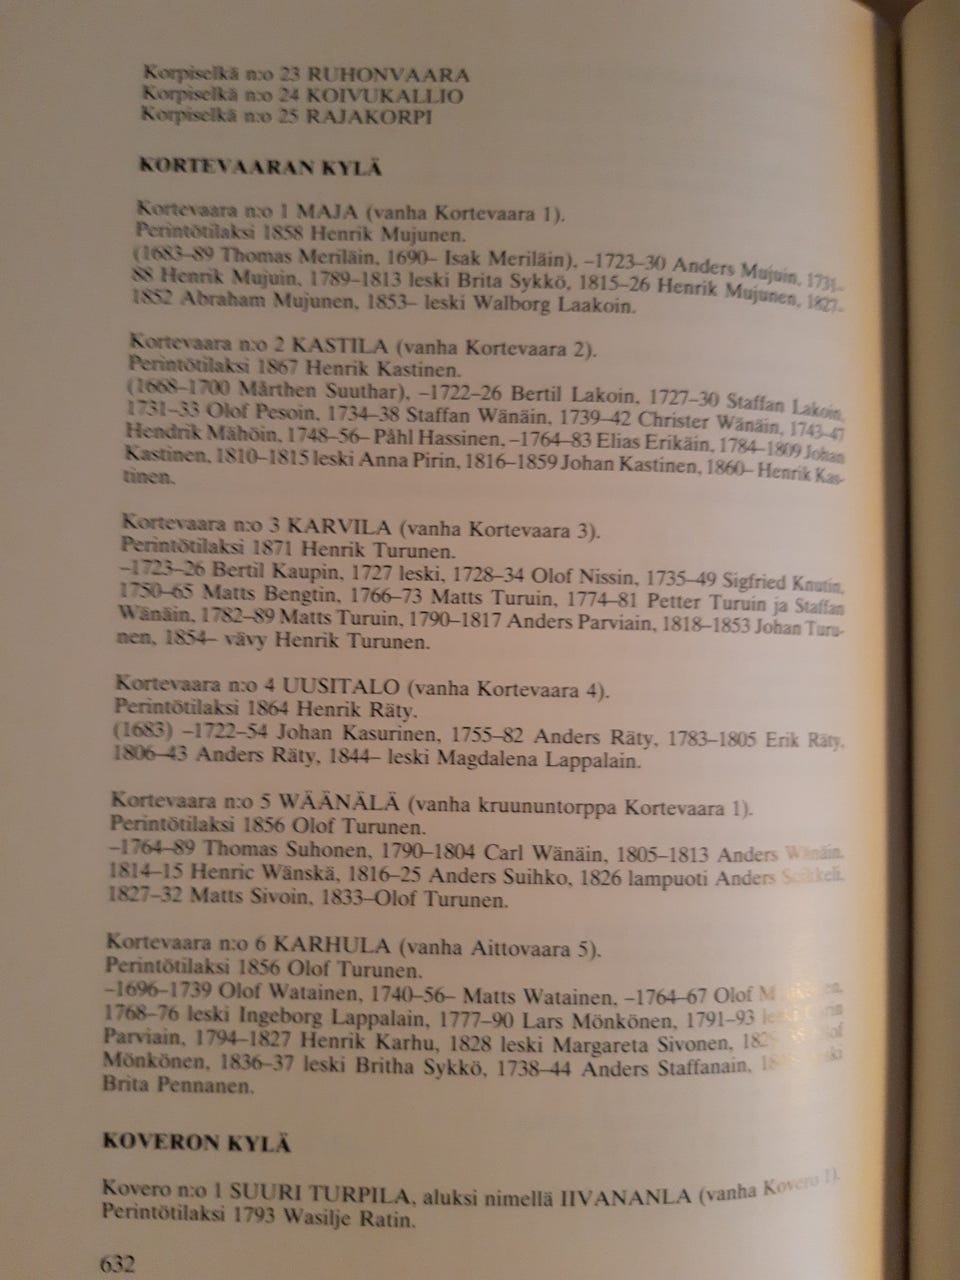 Korpiselkä n:o 23 RUHONVAARA
Korpiselkä n:o 24 KOIVUKALLIO
Korpiselkä n:o 25 RAJAKORPI
KORTEVAARAN KYLÄ
Kortevaara n:o 1 MAJA (vanha Kortevaara 1).
Perintötilaksi 1858 Henrik Mujunen.
(1683–89 Thomas Meriläin, 1690– Isak Meriläin), –1723–30 Anders Mujuin, 1731–
88 Henrik Mujuin, 1789–1813 leski Brita Sykkö, 1815–26 Henrik Mujunen, 1827–
1852 Abraham Mujunen, 1853– leski Walborg Laakoin.
Kortevaara n:o 2 KASTILA (vanha Kortevaara 2).
Perintötilaksi 1867 Henrik Kastinen.
(1668–1700 Mårthen Suuthar), –1722–26 Bertil Lakoin, 1727–30 Staffan Lakoin,
1731–33 Olof Pesoin, 1734–38 Staffan Wänäin, 1739–42 Christer Wänäin, 1743–47
Hendrik Mähöin, 1748–56– Påhl Hassinen, –1764–83 Elias Erikäin, 1784–1809 Johan
Kastinen, 1810–1815 leski Anna Pirin, 1816–1859 Johan Kastinen, 1860– Henrik Kas-
tinen.
Kortevaara n:o 3 KARVILA (vanha Kortevaara 3).
Perintötilaksi 1871 Henrik Turunen.
–1723–26 Bertil Kaupin, 1727 leski, 1728–34 Olof Nissin, 1735–49 Sigfried Knutin,
1750–65 Matts Bengtin, 1766–73 Matts Turuin, 1774–81 Petter Turuin ja Staffan
Wänäin, 1782–89 Matts Turuin, 1790–1817 Anders Parviain, 1818–1853 Johan Turu-
nen, 1854– vävy Henrik Turunen.
Kortevaara n:o 4 UUSITALO (vanha Kortevaara 4).
Perintötilaksi 1864 Henrik Räty.
(1683) –1722–54 Johan Kasurinen, 1755–82 Anders Räty, 1783–1805 Erik Räty,
1806–43 Anders Räty, 1844– leski Magdalena Lappalain.
Kortevaara n:o 5 WÄÄNÄLÄ (vanha kruununtorppa Kortevaara 1).
Perintötilaksi 1856 Olof Turunen.
–1764–89 Thomas Suhonen, 1790–1804 Carl Wänäin, 1805–1813 Anders Wänäin,
1814–15 Henric Wänskä, 1816–25 Anders Suihko, 1826 lampuoti Anders
1827–32 Matts Sivoin, 1833–Olof Turunen.
Kortevaara n:o 6 KARHULA (vanha Aittovaara 5).
Perintötilaksi 1856 Olof Turunen.
–1696–1739 Olof Watainen, 1740–56– Matts Watainen, –1764–67 Olof
1768–76 leski Ingeborg Lappalain, 1777–90 Lars Mönkönen, 1791–93
Parviain, 1794–1827 Henrik Karhu, 1828 leski Margareta Sivonen,
Mönkönen, 1836–37 leski Britha Sykkö, 1738–44 Anders Staffanain,
Brita Pennanen.
KOVERON KYLÄ
Kovero n:o 1 SUURI TURPILA, aluksi nimellä IIVANANLA (vanha Kovero 1).
Perintötilaksi 1793 Wasilje Ratin.
632